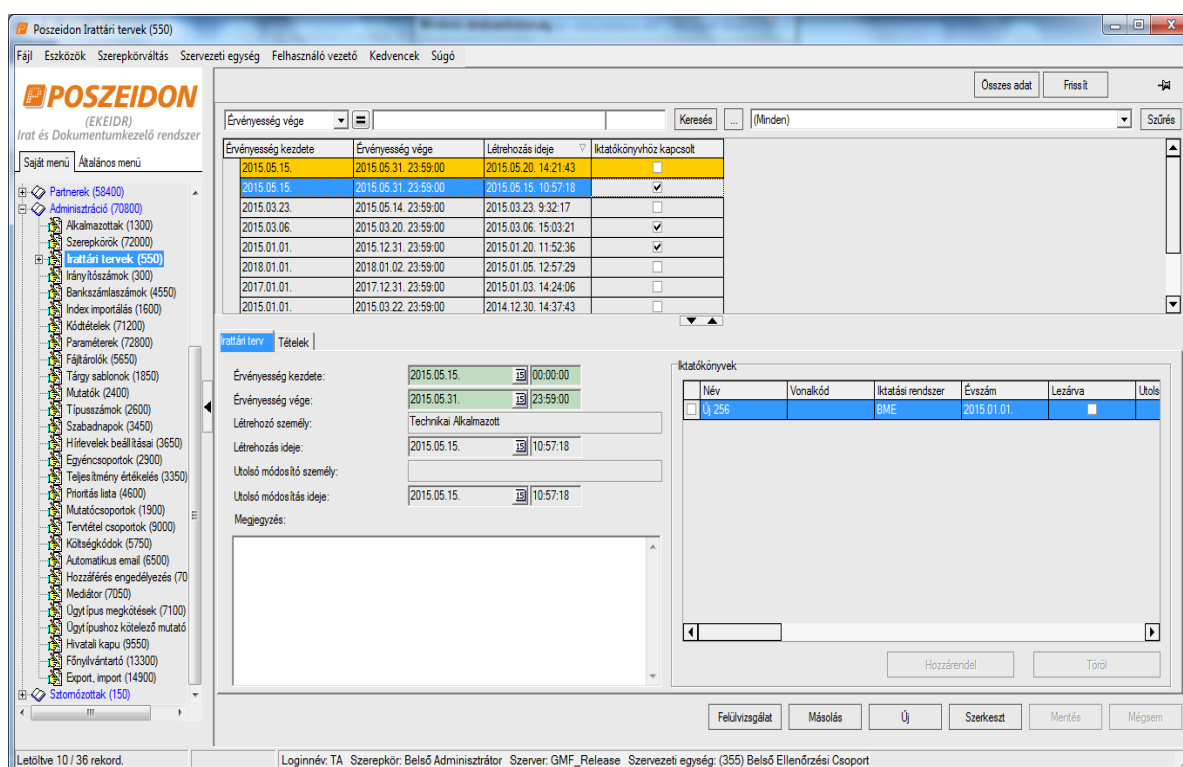 Poszeidon Irattári tervek (550)
Fájl Eszközök Szerepkörváltás Szervezeti egység Felhasználó vezető Kedvencek Súgó
POSZEIDON
(EKEIDR)
Irat és Dokumentumkezelő rendszer
Saját menü Általános menü
Partnerek (58400)
Adminisztráció (70800)
Alkalmazottak (1300)
Szerepkörök (72000)
Irattári tervek (550)
Irányítószámok (300)
Bankszámlaszámok (4550)
Index importálás (1600)
Kódtételek (71200)
Paraméterek (72800)
Fájltárolók (5650)
Tárgy sablonok (1850)
Mutatók (2400)
Típusszámok (2600)
Szabadnapok (3450)
Hírlevelek beállításai (3650)
Egyéncsoportok (2900)
Teljesítmény értékelés (3350)
Prioritás lista (4600)
Mutatócsoportok (1900)
Tervtétel csoportok (9000)
Költségkódok (5750)
Automatikus email (6500)
Hozzáférés engedélyezés (70
Mediátor (7050)
Ügytípus megkötések (7100)
Ügytípushoz kötelező mutató
Hivatali kapu (9550)
Főnyilvántartó (13300)
Export, import (14900)
Sztornózottak (150)
Összes adat Frissít
Érvényesség vége = Keresés ... (Minden) Szűrés
Érvényesség kezdete Érvényesség vége Létrehozás ideje Iktatókönyvhöz kapcsolt
2015.05.15. 2015.05.31. 23:59:00 2015.05.20. 14:21:43
2015.05.15. 2015.05.31. 23:59:00 2015.05.15. 10:57:18
2015.03.23. 2015.05.14. 23:59:00 2015.03.23. 9:32:17
2015.03.06. 2015.03.20. 23:59:00 2015.03.06. 15:03:21
2015.01.01. 2015.12.31. 23:59:00 2015.01.20. 11:52:36
2018.01.01. 2018.01.02. 23:59:00 2015.01.05. 12:57:29
2017.01.01. 2017.12.31. 23:59:00 2015.01.03. 14:24:06
2015.01.01. 2015.03.22. 23:59:00 2014.12.30. 14:37:43
Irattári terv Tételek
Érvényesség kezdete: 2015.05.15. 15 00:00:00
Érvényesség vége: 2015.05.31. 15 23:59:00
Létrehozó személy: Technikai Alkalmazott
Létrehozás ideje: 2015.05.15. 15 10:57:18
Utolsó módosító személy:
Utolsó módosítás ideje: 2015.05.15. 15 10:57:18
Megjegyzés:
Iktatókönyvek
Név Vonalkód Iktatási rendszer Évszám Lezárva Utols
Új 256 BME 2015.01.01.
Hozzárendel Töröl
Felülvizsgálat Másolás Új Szerkeszt Mentés Mégsem
Letöltve 10 / 36 rekord. Loginnév: TA Szerepkör: Belső Adminisztrátor Szerver: GMF_Release Szervezeti egység: (355) Belső Ellenőrzési Csoport